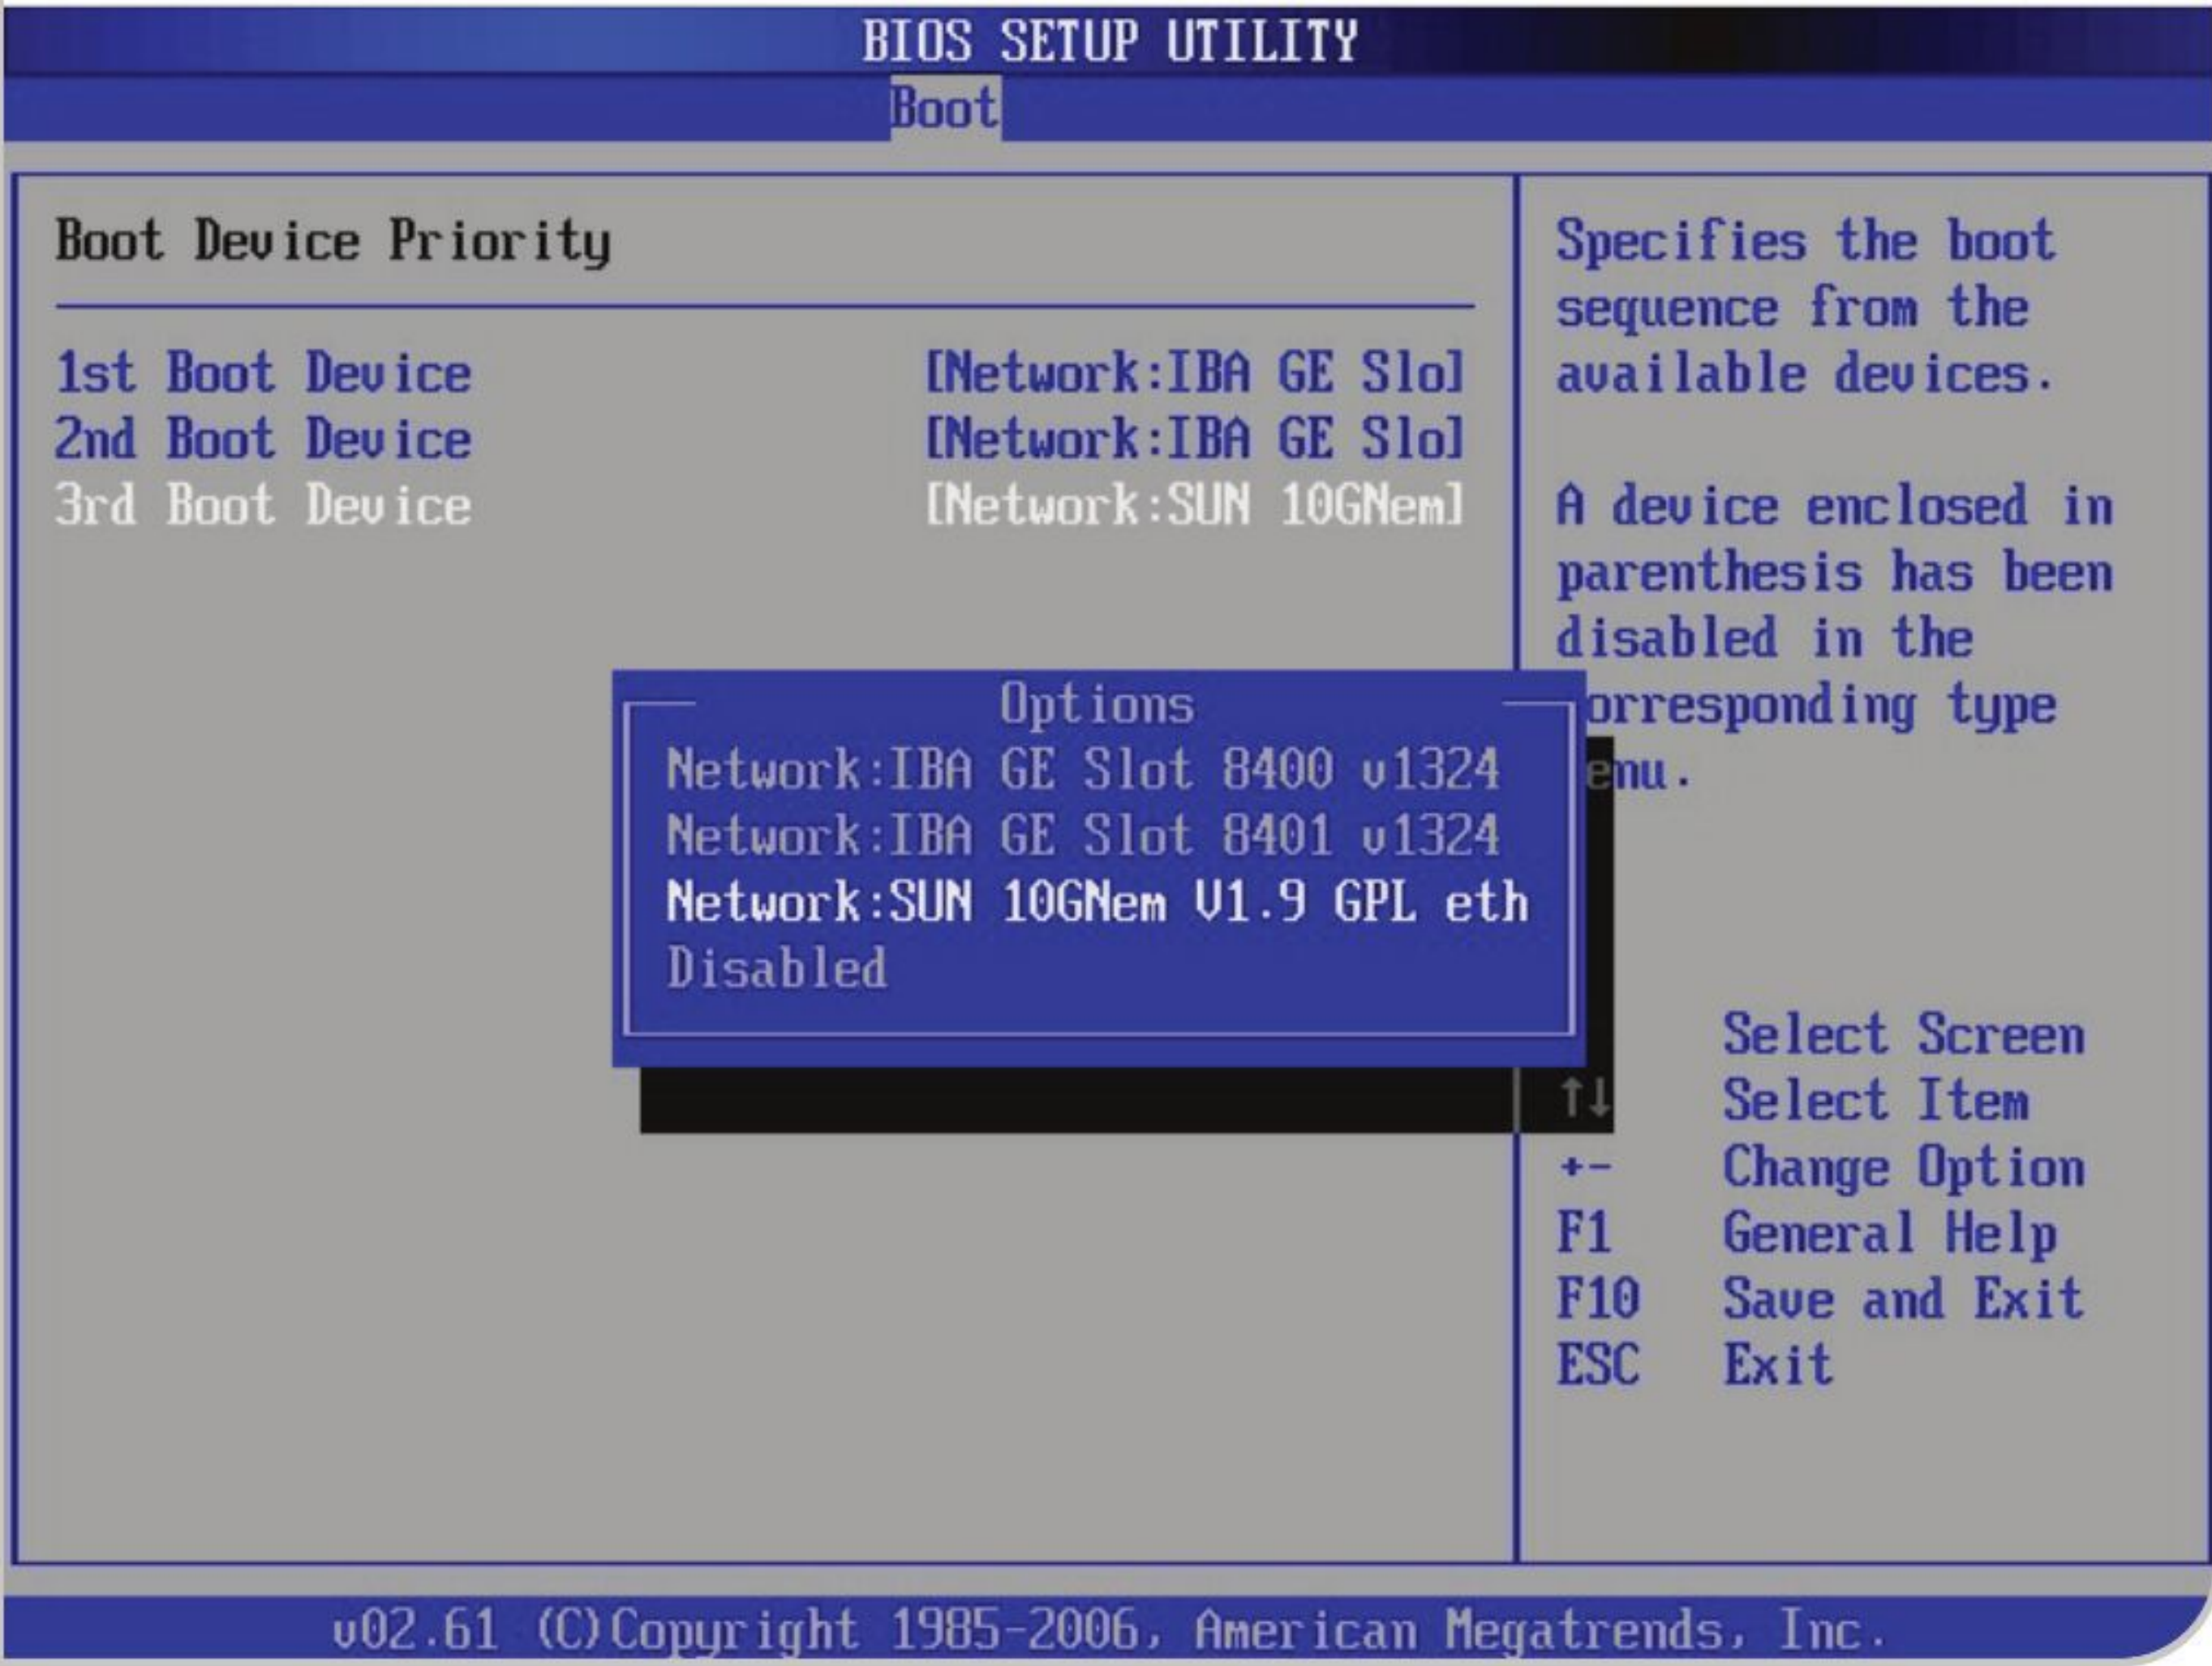 BIOS SETUP UTILITY
Boot
Boot Device Priority
1st Boot Device [Network:IBA GE Slo]
2nd Boot Device [Network:IBA GE Slo]
3rd Boot Device [Network:SUN 10GNem]
Options
Network:IBA GE Slot 8400 v1324
Network:IBA GE Slot 8401 v1324
Network:SUN 10GNem V1.9 GPL eth
Disabled
Specifies the boot
sequence from the
available devices.
A device enclosed in
parenthesis has been
disabled in the
orresponding type
enu.
Select Screen
↑↓ Select Item
+- Change Option
F1 General Help
F10 Save and Exit
ESC Exit
v02.61 (C)Copyright 1985-2006, American Megatrends, Inc.